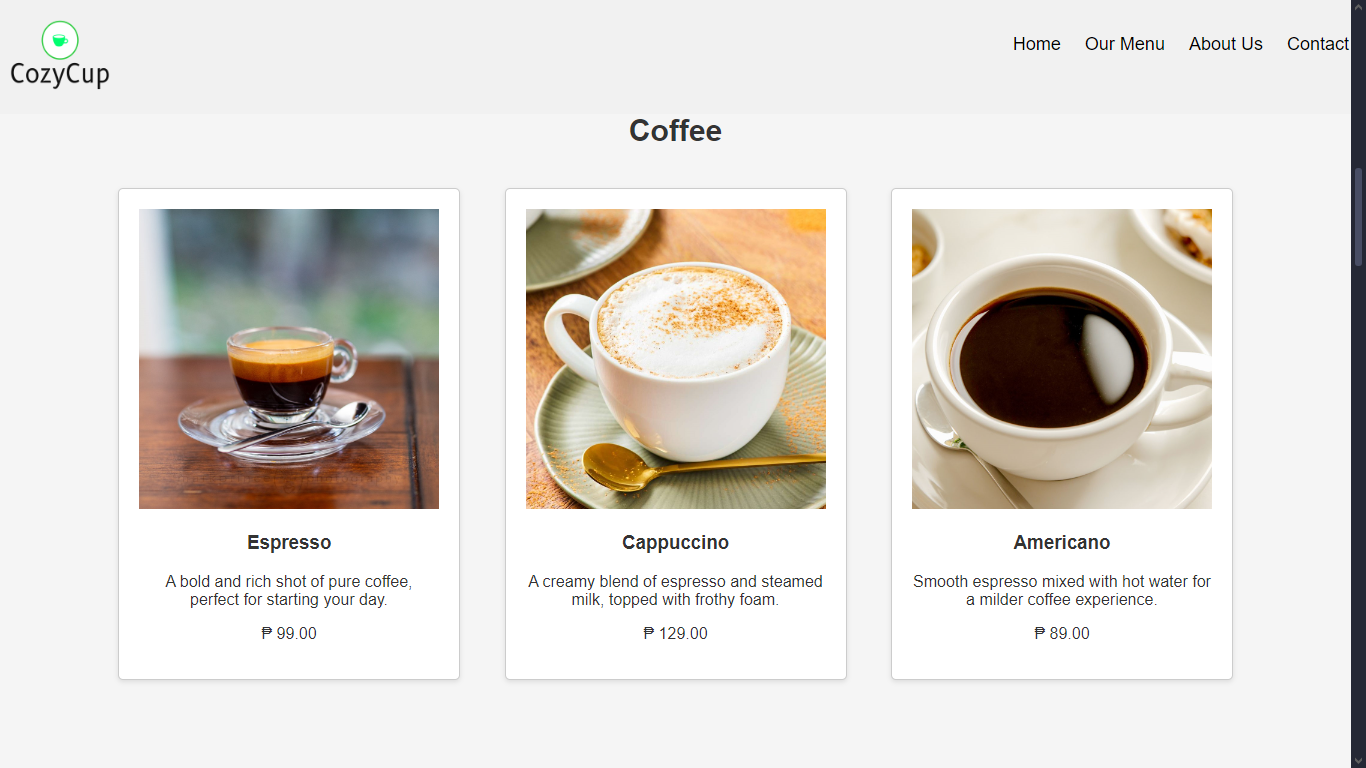 CozyCup
Home Our Menu About Us Contact
Coffee
Espresso
A bold and rich shot of pure coffee,
perfect for starting your day.
₱ 99.00
Cappuccino
A creamy blend of espresso and steamed
milk, topped with frothy foam.
₱ 129.00
Americano
Smooth espresso mixed with hot water for
a milder coffee experience.
₱ 89.00